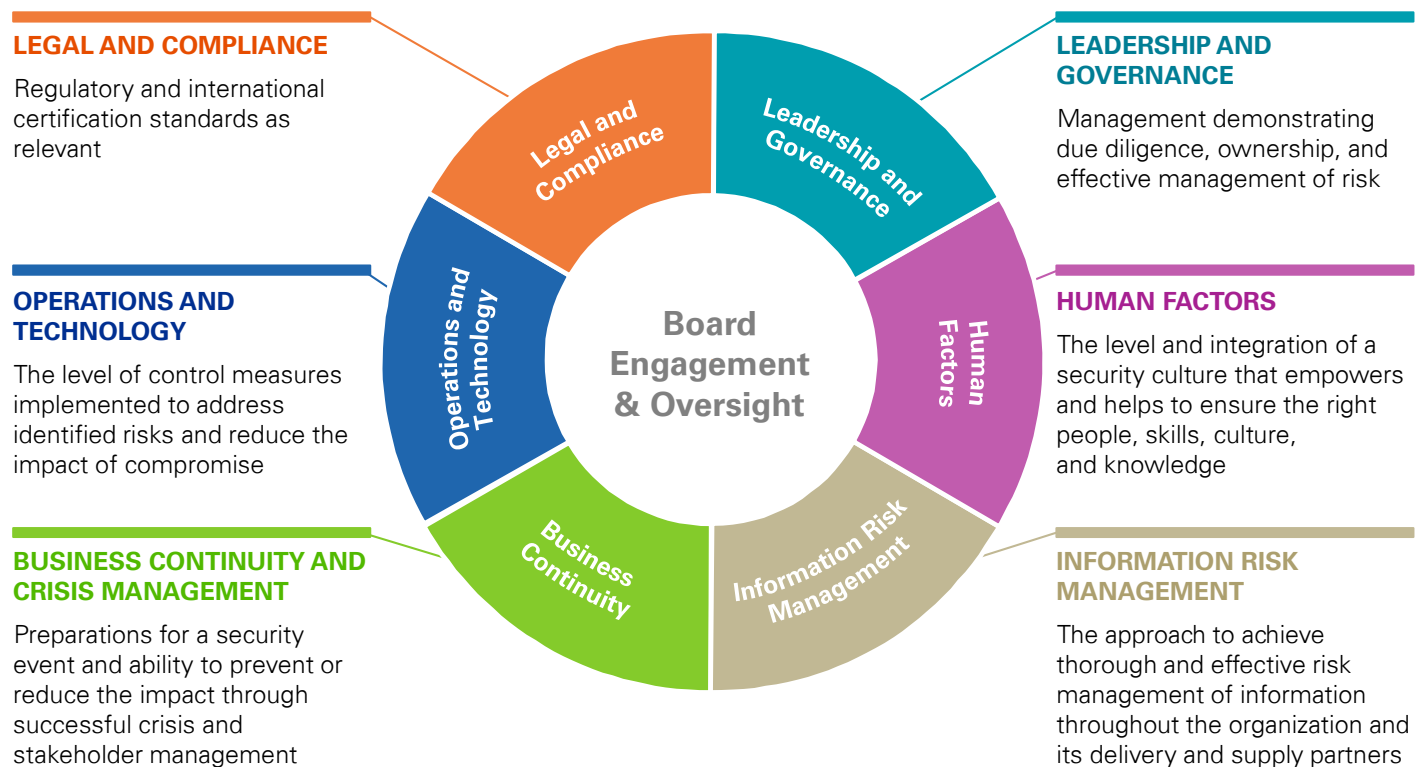 LEGAL AND COMPLIANCE
Regulatory and international
certification standards as
relevant
OPERATIONS AND
TECHNOLOGY
The level of control measures
implemented to address
identified risks and reduce the
impact of compromise
BUSINESS CONTINUITY AND
CRISIS MANAGEMENT
Preparations for a security
event and ability to prevent or
reduce the impact through
successful crisis and
stakeholder management
Legal and
Compliance
Leadership and
Governance
Operations and
Technology
Board
Engagement
& Oversight
Human
Factors
Business
Continuity
Information Risk
Management
LEADERSHIP AND
GOVERNANCE
Management demonstrating
due diligence, ownership, and
effective management of risk
HUMAN FACTORS
The level and integration of a
security culture that empowers
and helps to ensure the right
people, skills, culture,
and knowledge
INFORMATION RISK
MANAGEMENT
The approach to achieve
thorough and effective risk
management of information
throughout the organization and
its delivery and supply partners